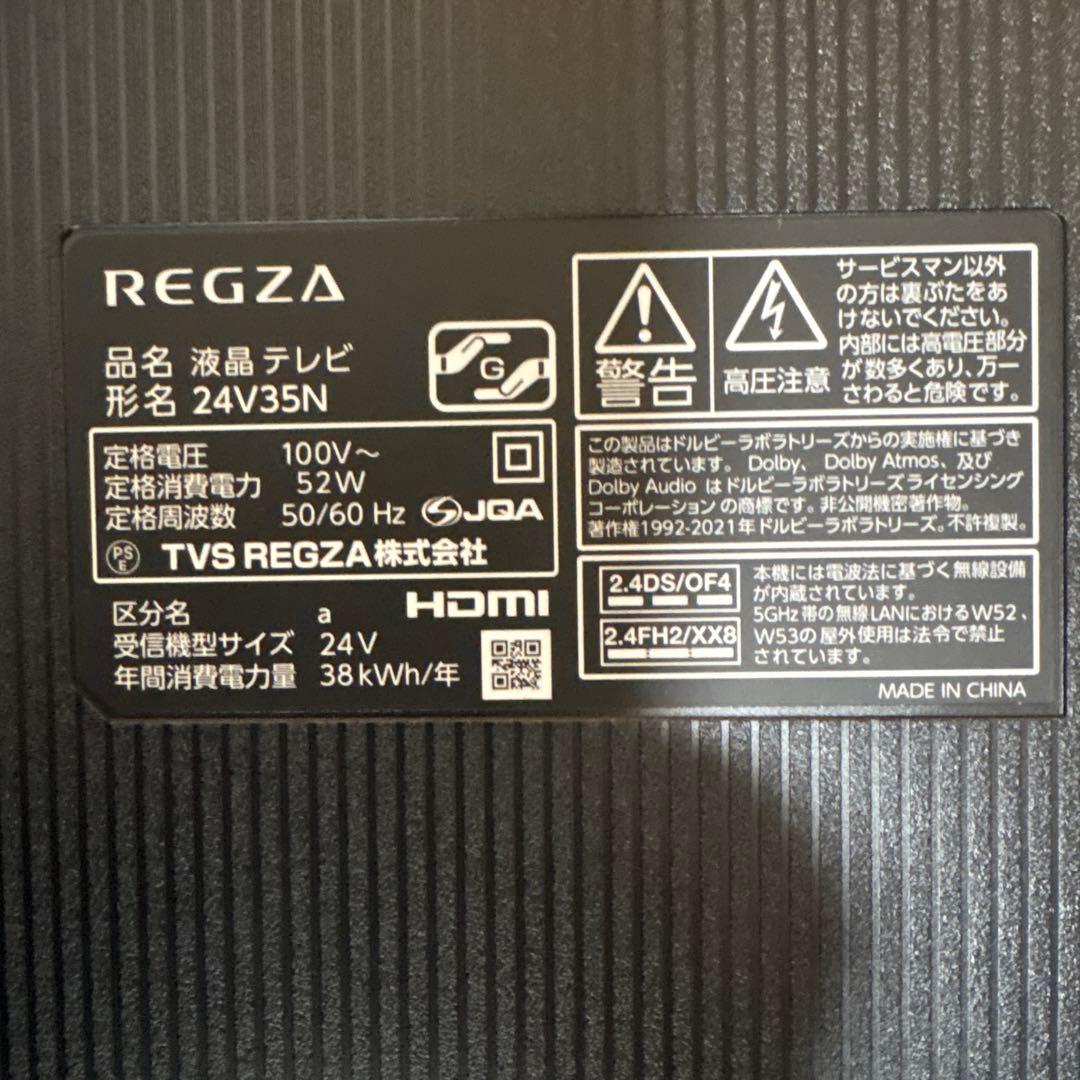 REGZA
品名 液晶テレビ
形名 24V35N
G
定格電圧 100V～
定格消費電力 52W
定格周波数 50/60 Hz JQA
PS
E
TVS REGZA株式会社
HDMI
区分名 a
受信機型サイズ 24V
年間消費電力量 38kWh/年
警告
高圧注意
サービスマン以外
の方は裏ぶたをあ
けないでください。
内部には高電圧部分
が数多くあり、万一
さわると危険です。
この製品はドルビーラボラトリーズからの実施権に基づき
製造されています。 Dolby、 Dolby Atmos、及び
Dolby Audio はドルビーラボラトリーズライセンシング
コーポレーションの商標です。非公開機密著作物。
著作権1992-2021年ドルビーラボラトリーズ。不許複製。
2.4DS/OF4
2.4FH2/XX8
本機には電波法に基づく無線設備
が内蔵されています。
5GHz 帯の無線LANにおけるW52、
W53の屋外使用は法令で禁止
されています。
MADE IN CHINA